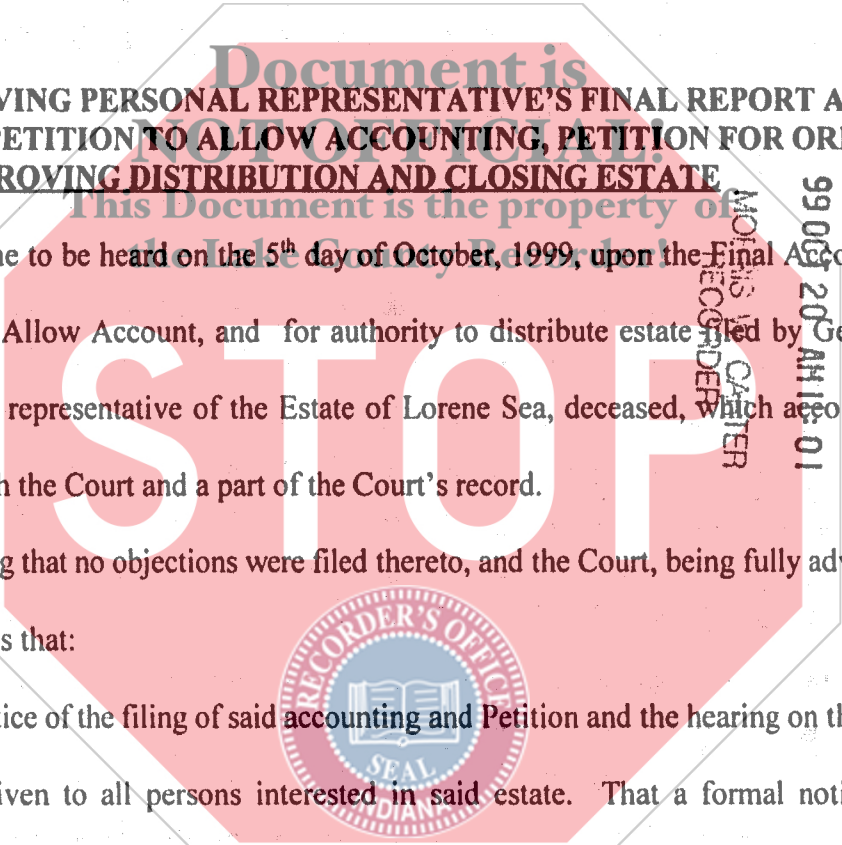 Document is
VING PERSONAL REPRESENTATIVE'S FINAL REPORT A
NOT OFFICIAL!
PETITION TO ALLOW ACCOUNTING, PETITION FOR OR
ROVING DISTRIBUTION AND CLOSING ESTATE
This Document is the property of
the Lake County Recorder!
ne to be heard on the 5th day of October, 1999, upon the Final Acco
Allow Account, and for authority to distribute estate filed by Ge
representative of the Estate of Lorene Sea, deceased, which acco
STOP
h the Court and a part of the Court's record.
g that no objections were filed thereto, and the Court, being fully adv
s that:
tice of the filing of said accounting and Petition and the hearing on th
iven to all persons interested in said estate. That a formal noti
RECORDER'S OFFICE
SEAL
INDIANA
CARTER
RECORDER
99 OCT 20 AM